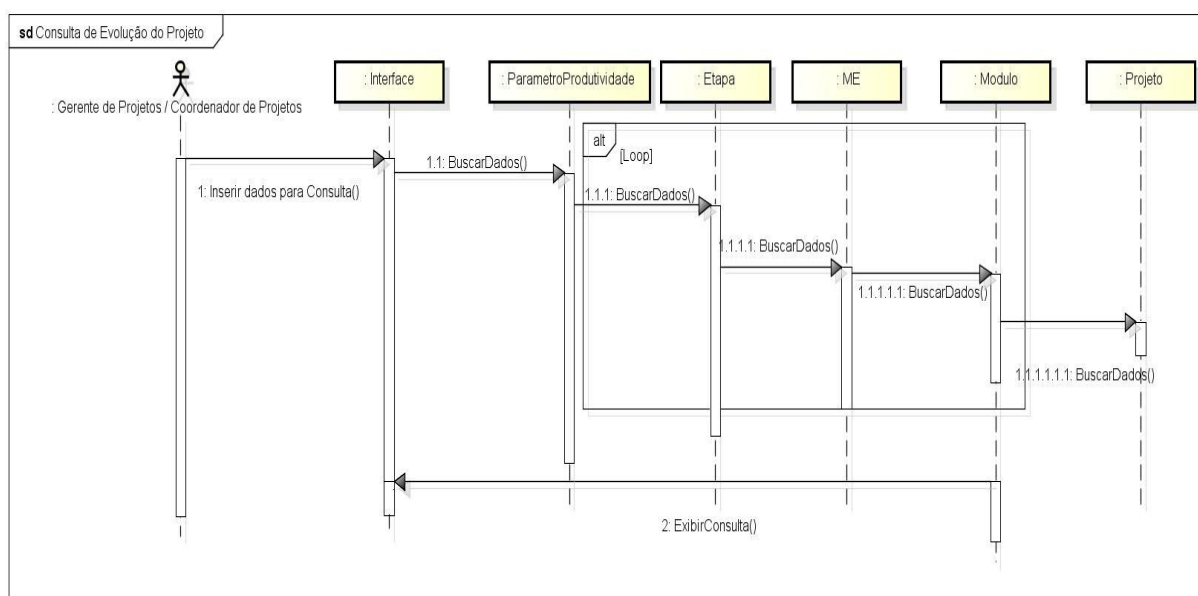 sd Consulta de Evolução do Projeto
: Gerente de Projetos / Coordenador de Projetos
: Interface
: ParametroProdutividade
: Etapa
: ME
: Modulo
: Projeto
alt
[Loop]
1: Inserir dados para Consulta()
1.1: BuscarDados()
1.1.1: BuscarDados()
1.1.1.1: BuscarDados()
1.1.1.1.1: BuscarDados()
1.1.1.1.1.1: BuscarDados()
2: ExibirConsulta()